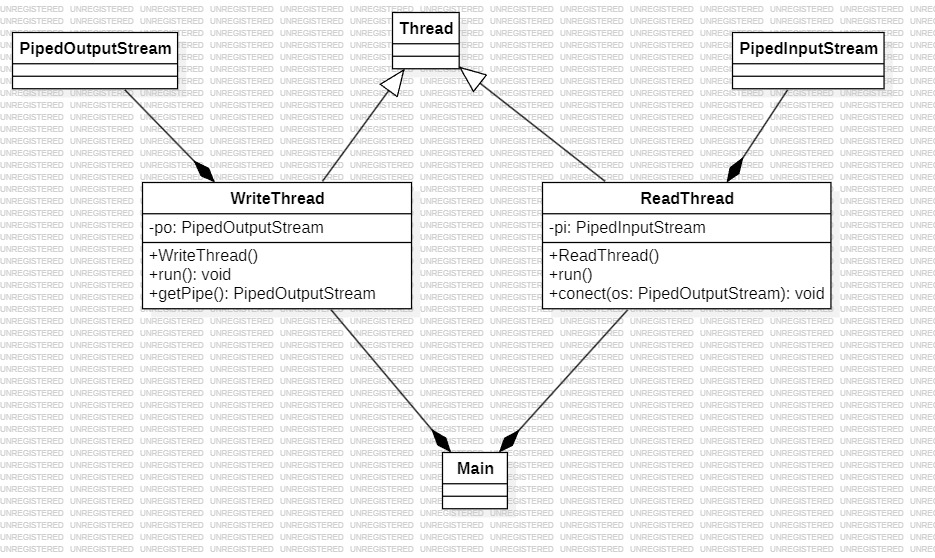 Thread
PipedOutputStream
PipedInputStream
WriteThread
-po: PipedOutputStream
+WriteThread()
+run(): void
+getPipe(): PipedOutputStream
ReadThread
-pi: PipedInputStream
+ReadThread()
+run()
+conect(os: PipedOutputStream): void
Main
UNREGISTERED